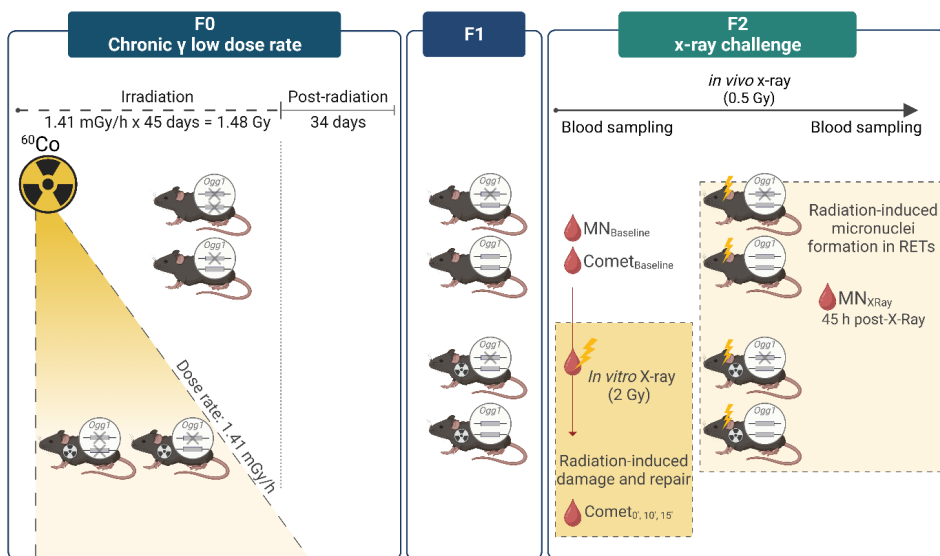 F0
Chronic γ low dose rate
Irradiation
1.41 mGy/h x 45 days = 1.48 Gy
Post-radiation
34 days
60Co
Ogg1
Ogg1
Dose rate: 1.41 mGy/h
Ogg1
Ogg1
F1
Ogg1
Ogg1
Ogg1
Ogg1
F2
x-ray challenge
in vivo x-ray
(0.5 Gy)
Blood sampling
Blood sampling
MNBaseline
CometBaseline
In vitro X-ray
(2 Gy)
Radiation-induced
damage and repair
Comet0', 10', 15'
Ogg1
Ogg1
Ogg1
Ogg1
Radiation-induced
micronuclei
formation in RETs
MNXRay
45 h post-X-Ray